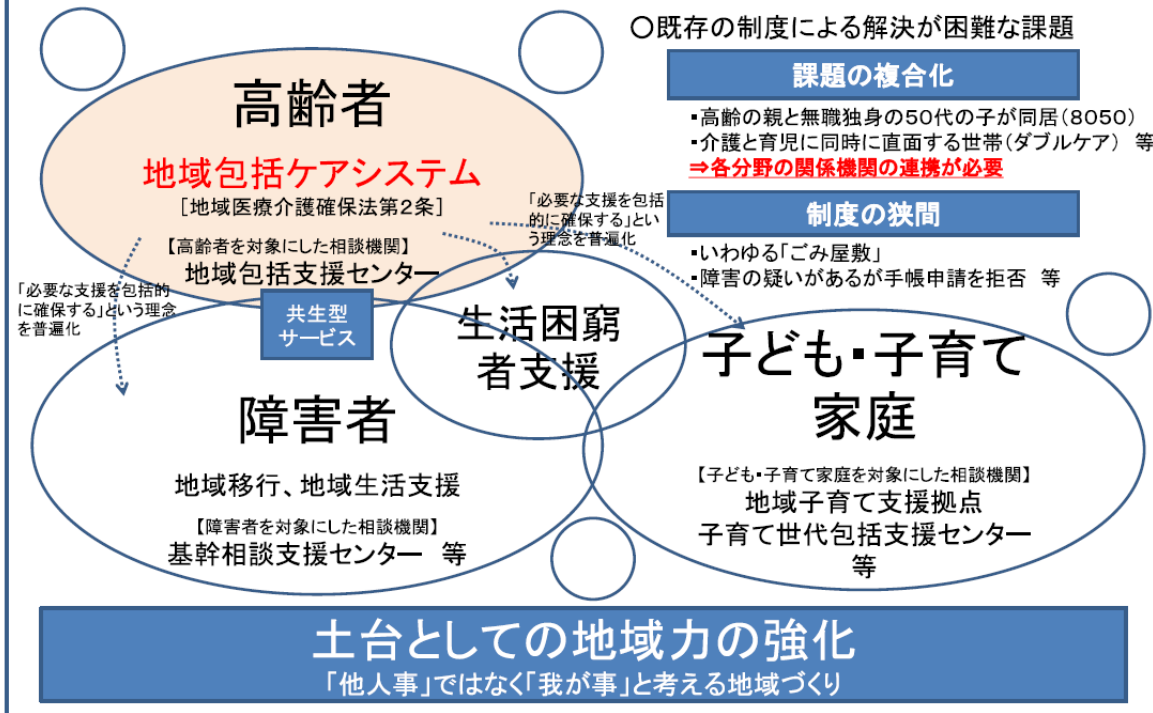 ○既存の制度による解決が困難な課題
課題の複合化
▪高齢の親と無職独身の50代の子が同居(8050)
▪介護と育児に同時に直面する世帯(ダブルケア) 等
⇒各分野の関係機関の連携が必要
制度の狭間
▪いわゆる「ごみ屋敷」
▪障害の疑いがあるが手帳申請を拒否 等
高齢者
地域包括ケアシステム
[地域医療介護確保法第2条]
【高齢者を対象にした相談機関】
地域包括支援センター
「必要な支援を包括
的に確保する」とい
う理念を普遍化
「必要な支援を包括的
に確保する」という理念
を普遍化
共生型
サービス
生活困窮
者支援
障害者
地域移行、地域生活支援
【障害者を対象にした相談機関】
基幹相談支援センター 等
子ども▪子育て
家庭
【子ども▪子育て家庭を対象にした相談機関】
地域子育て支援拠点
子育て世代包括支援センター
等
土台としての地域力の強化
「他人事」ではなく「我が事」と考える地域づくり